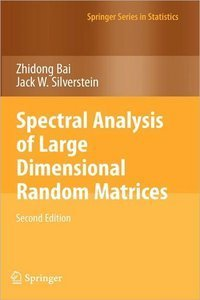 Springer Series in Statistics
Zhidong Bai
Jack W. Silverstein
Spectral Analysis
of Large
Dimensional
Random Matrices
Second Edition
Springer